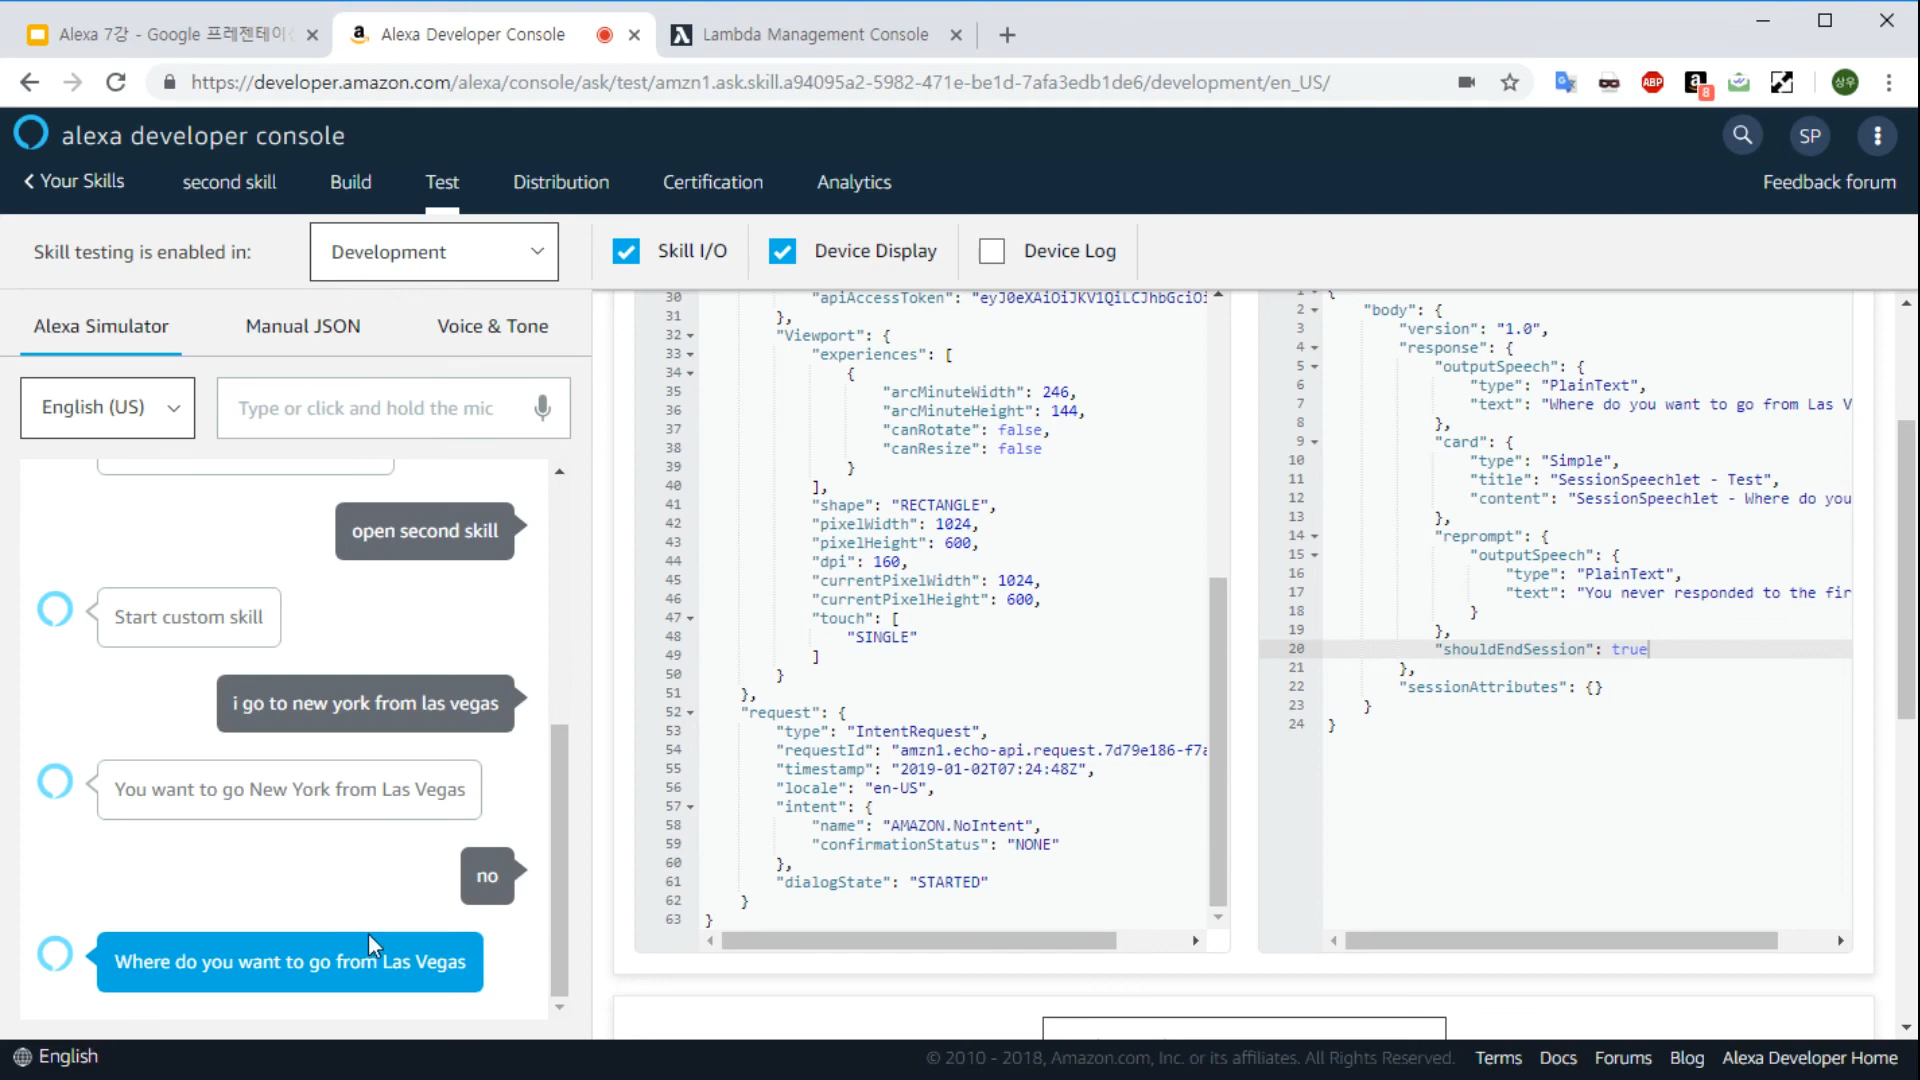 Alexa 7강 - Google 프레젠테이션
Alexa Developer Console
Lambda Management Console
https://developer.amazon.com/alexa/console/ask/test/amzn1.ask.skill.a94095a2-5982-471e-be1d-7afa3edb1de6/development/en_US/
ABP
8
상우
alexa developer console
SP
Your Skills
second skill
Build
Test
Distribution
Certification
Analytics
Feedback forum
Skill testing is enabled in:
Development
Skill I/O
Device Display
Device Log
Alexa Simulator
Manual JSON
Voice & Tone
English (US)
Type or click and hold the mic
open second skill
Start custom skill
i go to new york from las vegas
You want to go New York from Las Vegas
no
Where do you want to go from Las Vegas
30 "apiAccessToken": "eyJ0eXAiOiJKV1QiLCJhbGciOi
31 },
32 "Viewport": {
33 "experiences": [
34 {
35 "arcMinuteWidth": 246,
36 "arcMinuteHeight": 144,
37 "canRotate": false,
38 "canResize": false
39 }
40 ],
41 "shape": "RECTANGLE",
42 "pixelWidth": 1024,
43 "pixelHeight": 600,
44 "dpi": 160,
45 "currentPixelWidth": 1024,
46 "currentPixelHeight": 600,
47 "touch": [
48 "SINGLE"
49 ]
50 }
51 },
52 "request": {
53 "type": "IntentRequest",
54 "requestId": "amzn1.echo-api.request.7d79e186-f7a
55 "timestamp": "2019-01-02T07:24:48Z",
56 "locale": "en-US",
57 "intent": {
58 "name": "AMAZON.NoIntent",
59 "confirmationStatus": "NONE"
60 },
61 "dialogState": "STARTED"
62 }
63 }
1 {
2 "body": {
3 "version": "1.0",
4 "response": {
5 "outputSpeech": {
6 "type": "PlainText",
7 "text": "Where do you want to go from Las V
8 },
9 "card": {
10 "type": "Simple",
11 "title": "SessionSpeechlet - Test",
12 "content": "SessionSpeechlet - Where do you
13 },
14 "reprompt": {
15 "outputSpeech": {
16 "type": "PlainText",
17 "text": "You never responded to the fir
18 }
19 },
20 "shouldEndSession": true
21 },
22 "sessionAttributes": {}
23 }
24 }
English
© 2010 - 2018, Amazon.com, Inc. or its affiliates. All Rights Reserved.
Terms
Docs
Forums
Blog
Alexa Developer Home